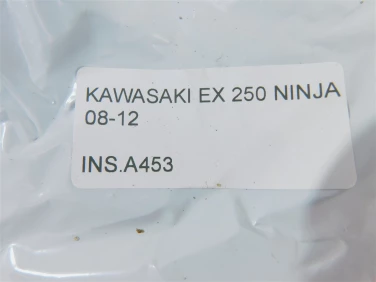 KAWASAKI EX 250 NINJA
08-12
INS.A453